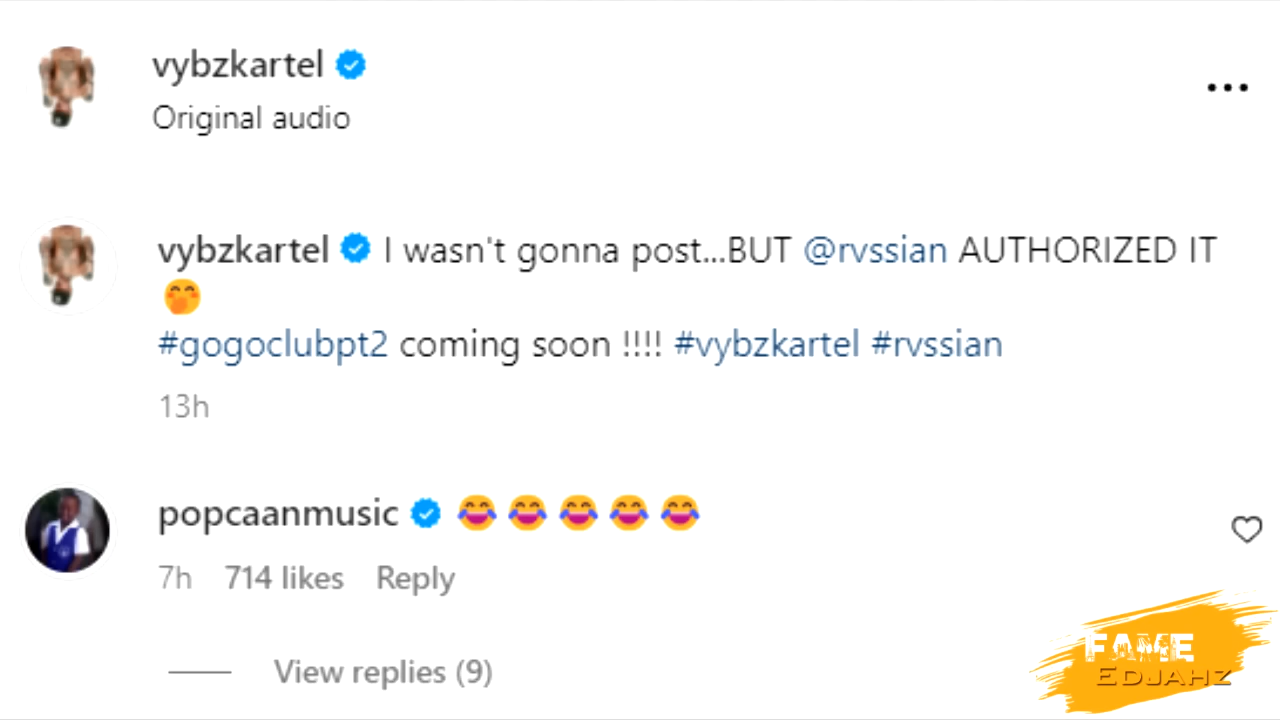 vybzkartel
Original audio
vybzkartel I wasn't gonna post...BUT @rvssian AUTHORIZED IT
🤭
#gogoclubpt2 coming soon !!!! #vybzkartel #rvssian
13h
popcaanmusic 😂😂😂😂😂
7h 714 likes Reply
View replies (9)
FAME
EDJAHZ